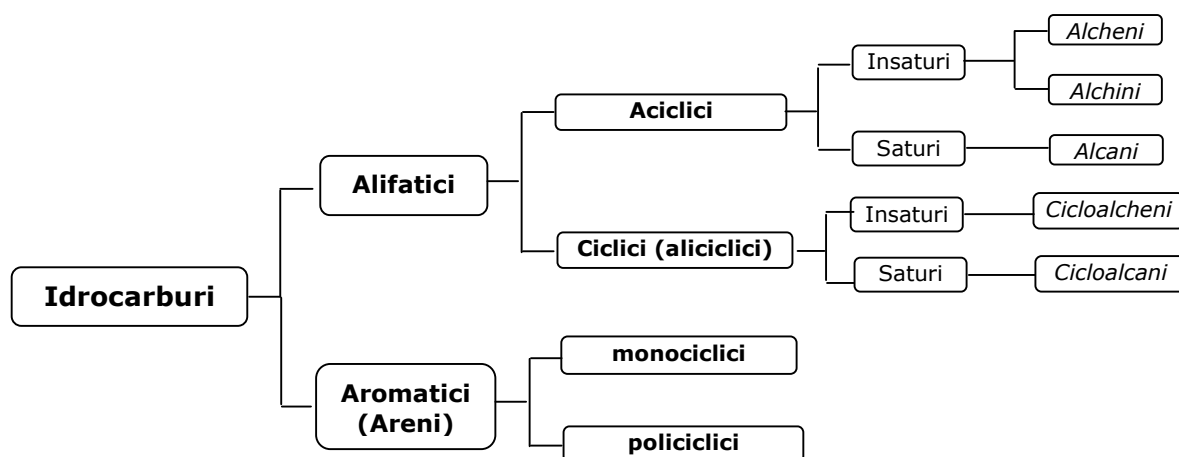 Idrocarburi
Alifatici
Aciclici
Insaturi
Alcheni
Alchini
Saturi
Alcani
Ciclici (aliciclici)
Insaturi
Cicloalcheni
Saturi
Cicloalcani
Aromatici
(Areni)
monociclici
policiclici